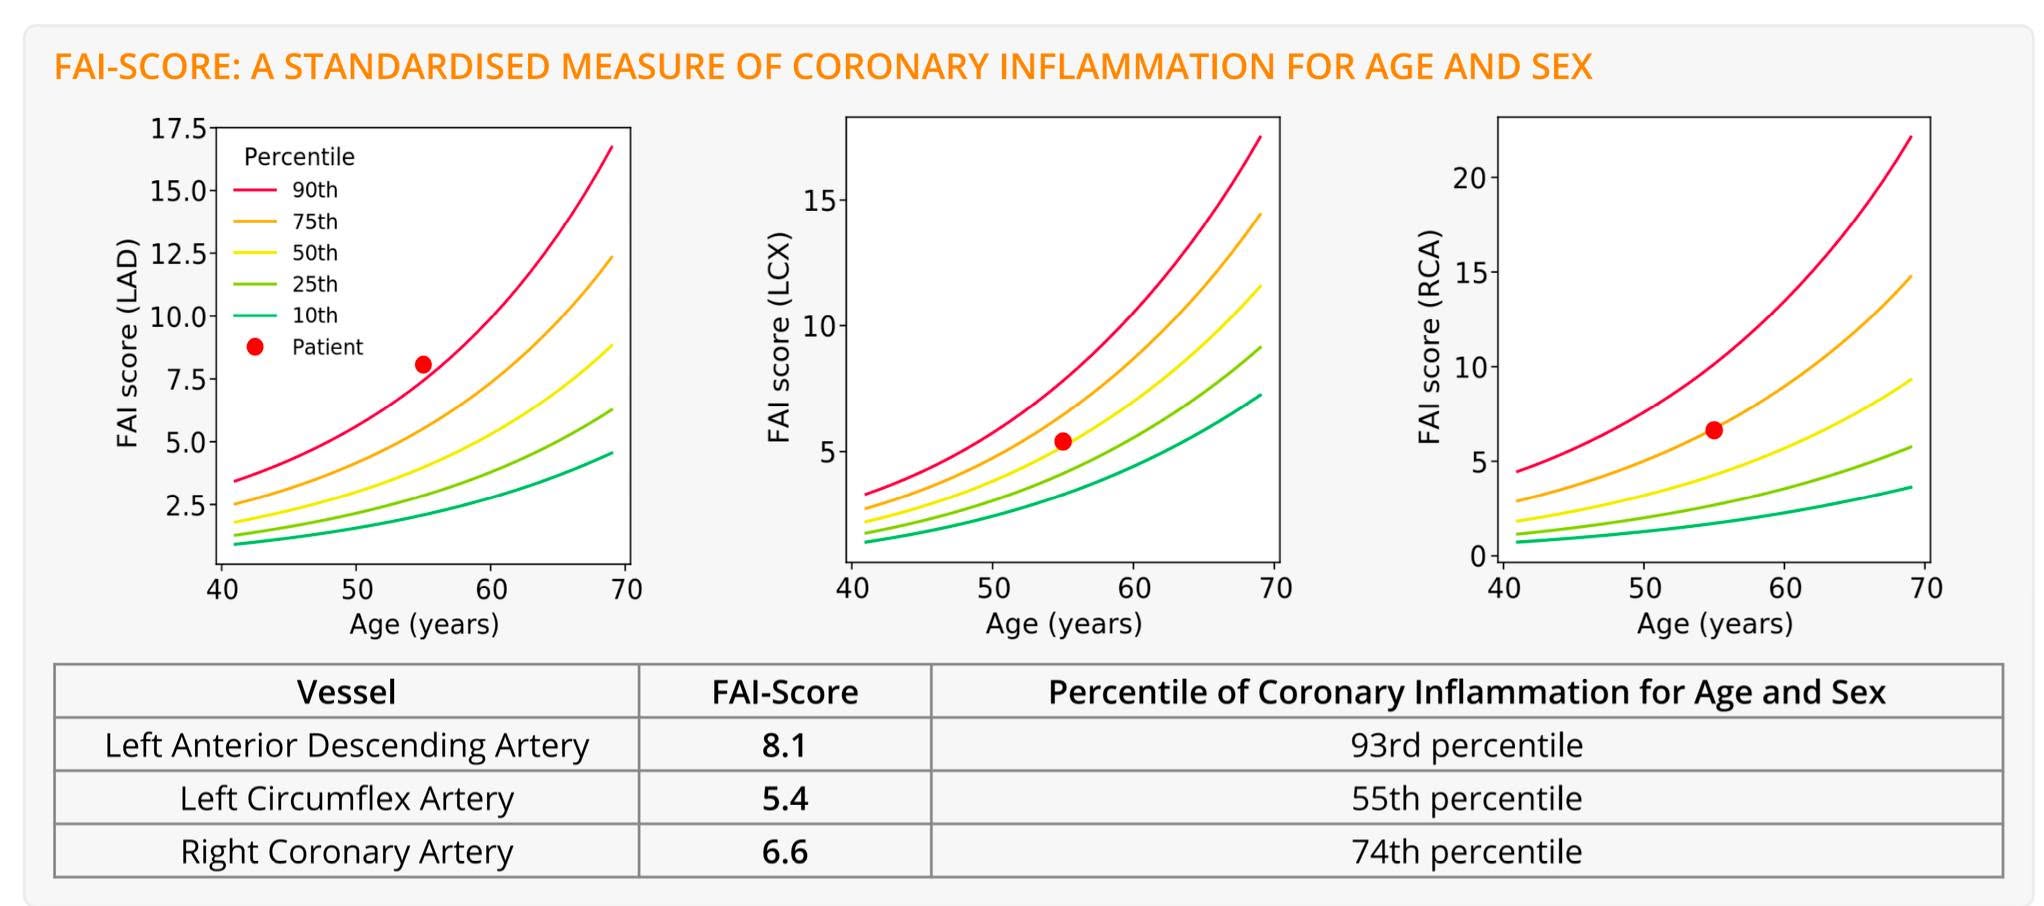 FAI-SCORE: A STANDARDISED MEASURE OF CORONARY INFLAMMATION FOR AGE AND SEX
FAI score (LAD)
17.5
15.0
12.5
10.0
7.5
5.0
2.5
Percentile
90th
75th
50th
25th
10th
Patient
40 50 60 70
Age (years)
FAI score (LCX)
15
10
5
40 50 60 70
Age (years)
FAI score (RCA)
20
15
10
5
0
40 50 60 70
Age (years)
Vessel FAI-Score Percentile of Coronary Inflammation for Age and Sex
Left Anterior Descending Artery 8.1 93rd percentile
Left Circumflex Artery 5.4 55th percentile
Right Coronary Artery 6.6 74th percentile